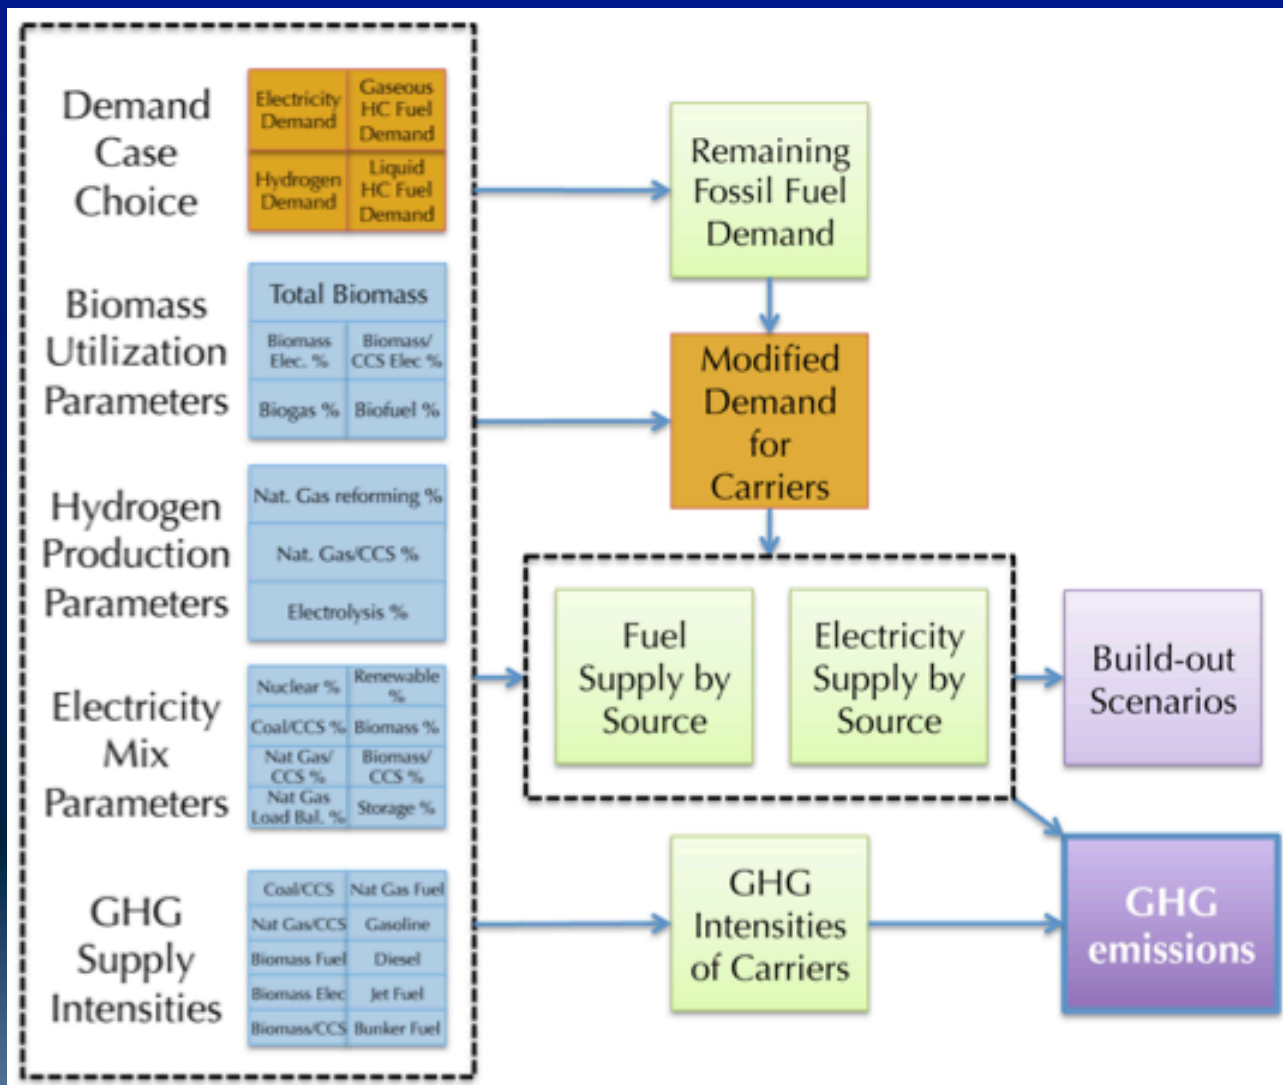 Demand
Case
Choice
Electricity
Demand
Gaseous
HC Fuel
Demand
Hydrogen
Demand
Liquid
HC Fuel
Demand
Biomass
Utilization
Parameters
Total Biomass
Biomass
Elec. %
Biomass/
CCS Elec %
Biogas %
Biofuel %
Hydrogen
Production
Parameters
Nat. Gas reforming %
Nat. Gas/CCS %
Electrolysis %
Electricity
Mix
Parameters
Nuclear %
Renewable
%
Coal/CCS %
Biomass %
Nat Gas/
CCS %
Biomass/
CCS %
Nat Gas
Load Bal. %
Storage %
GHG
Supply
Intensities
Coal/CCS
Nat Gas Fuel
Nat Gas/CCS
Gasoline
Biomass Fuel
Diesel
Biomass Elec
Jet Fuel
Biomass/CCS
Bunker Fuel
Remaining
Fossil Fuel
Demand
Modified
Demand
for
Carriers
Fuel
Supply by
Source
Electricity
Supply by
Source
Build-out
Scenarios
GHG
Intensities
of Carriers
GHG
emissions